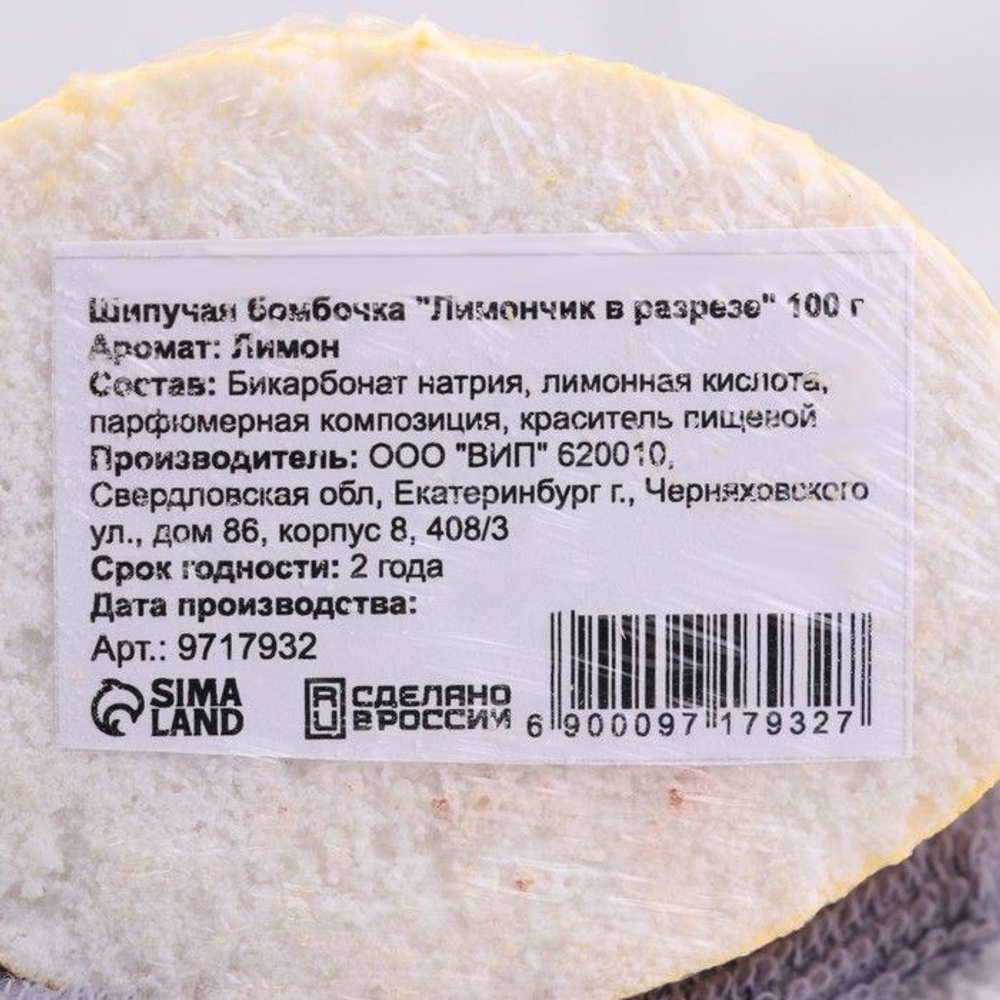 Шипучая бомбочка "Лимончик в разрезе" 100 г
Аромат: Лимон
Состав: Бикарбонат натрия, лимонная кислота,
парфюмерная композиция, краситель пищевой
Производитель: ООО "ВИП" 620010,
Свердловская обл, Екатеринбург г., Черняховского
ул., дом 86, корпус 8, 408/3
Срок годности: 2 года
Дата производства:
Арт.: 9717932
SIMA
LAND
RU
СДЕЛАНО
В РОССИИ
6 900097 179327